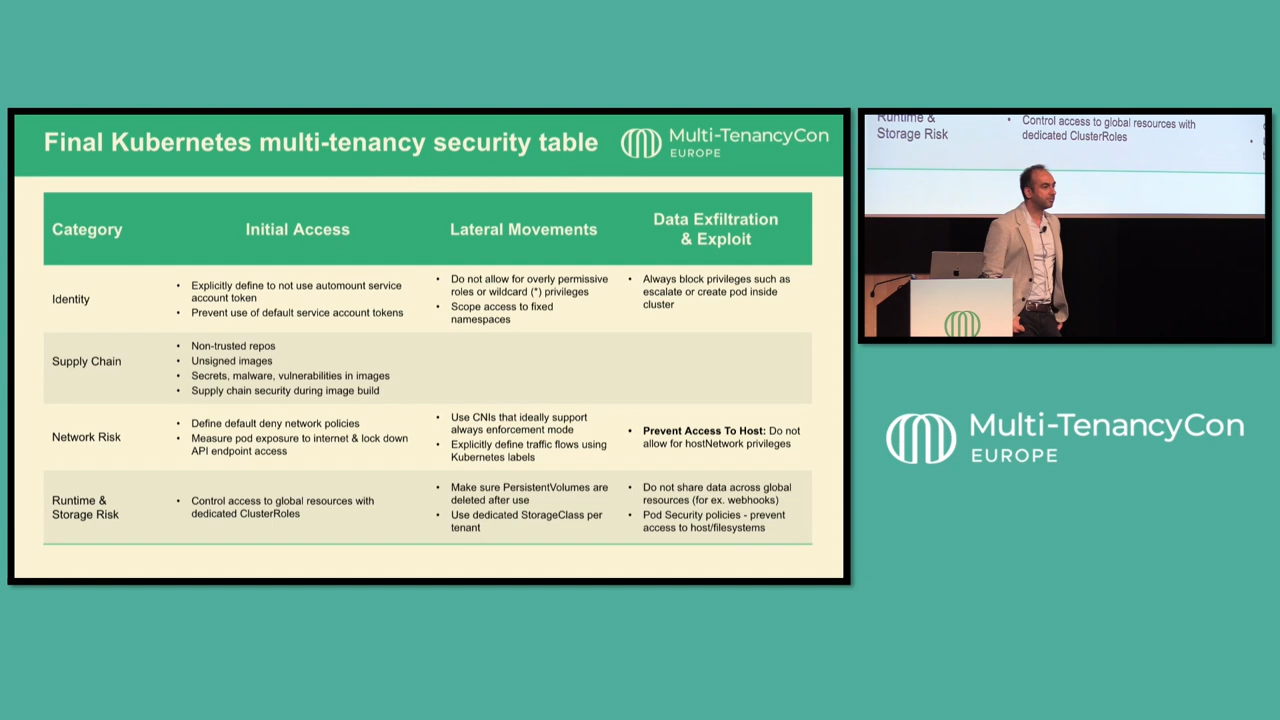 Final Kubernetes multi-tenancy security table
Multi-TenancyCon
EUROPE
Category
Initial Access
Lateral Movements
Data Exfiltration
& Exploit
Identity
• Explicitly define to not use automount service
account token
• Prevent use of default service account tokens
• Do not allow for overly permissive
roles or wildcard (*) privileges
• Scope access to fixed
namespaces
• Always block privileges such as
escalate or create pod inside
cluster
Supply Chain
• Non-trusted repos
• Unsigned images
• Secrets, malware, vulnerabilities in images
• Supply chain security during image build
Network Risk
• Define default deny network policies
• Measure pod exposure to internet & lock down
API endpoint access
• Use CNIs that ideally support
always enforcement mode
• Explicitly define traffic flows using
Kubernetes labels
• Prevent Access To Host: Do not
allow for hostNetwork privileges
Runtime &
Storage Risk
• Control access to global resources with
dedicated ClusterRoles
• Make sure PersistentVolumes are
deleted after use
• Use dedicated StorageClass per
tenant
• Do not share data across global
resources (for ex. webhooks)
• Pod Security policies - prevent
access to host/filesystems
Runtime &
Storage Risk
• Control access to global resources with
dedicated ClusterRoles
Multi-TenancyCon
EUROPE